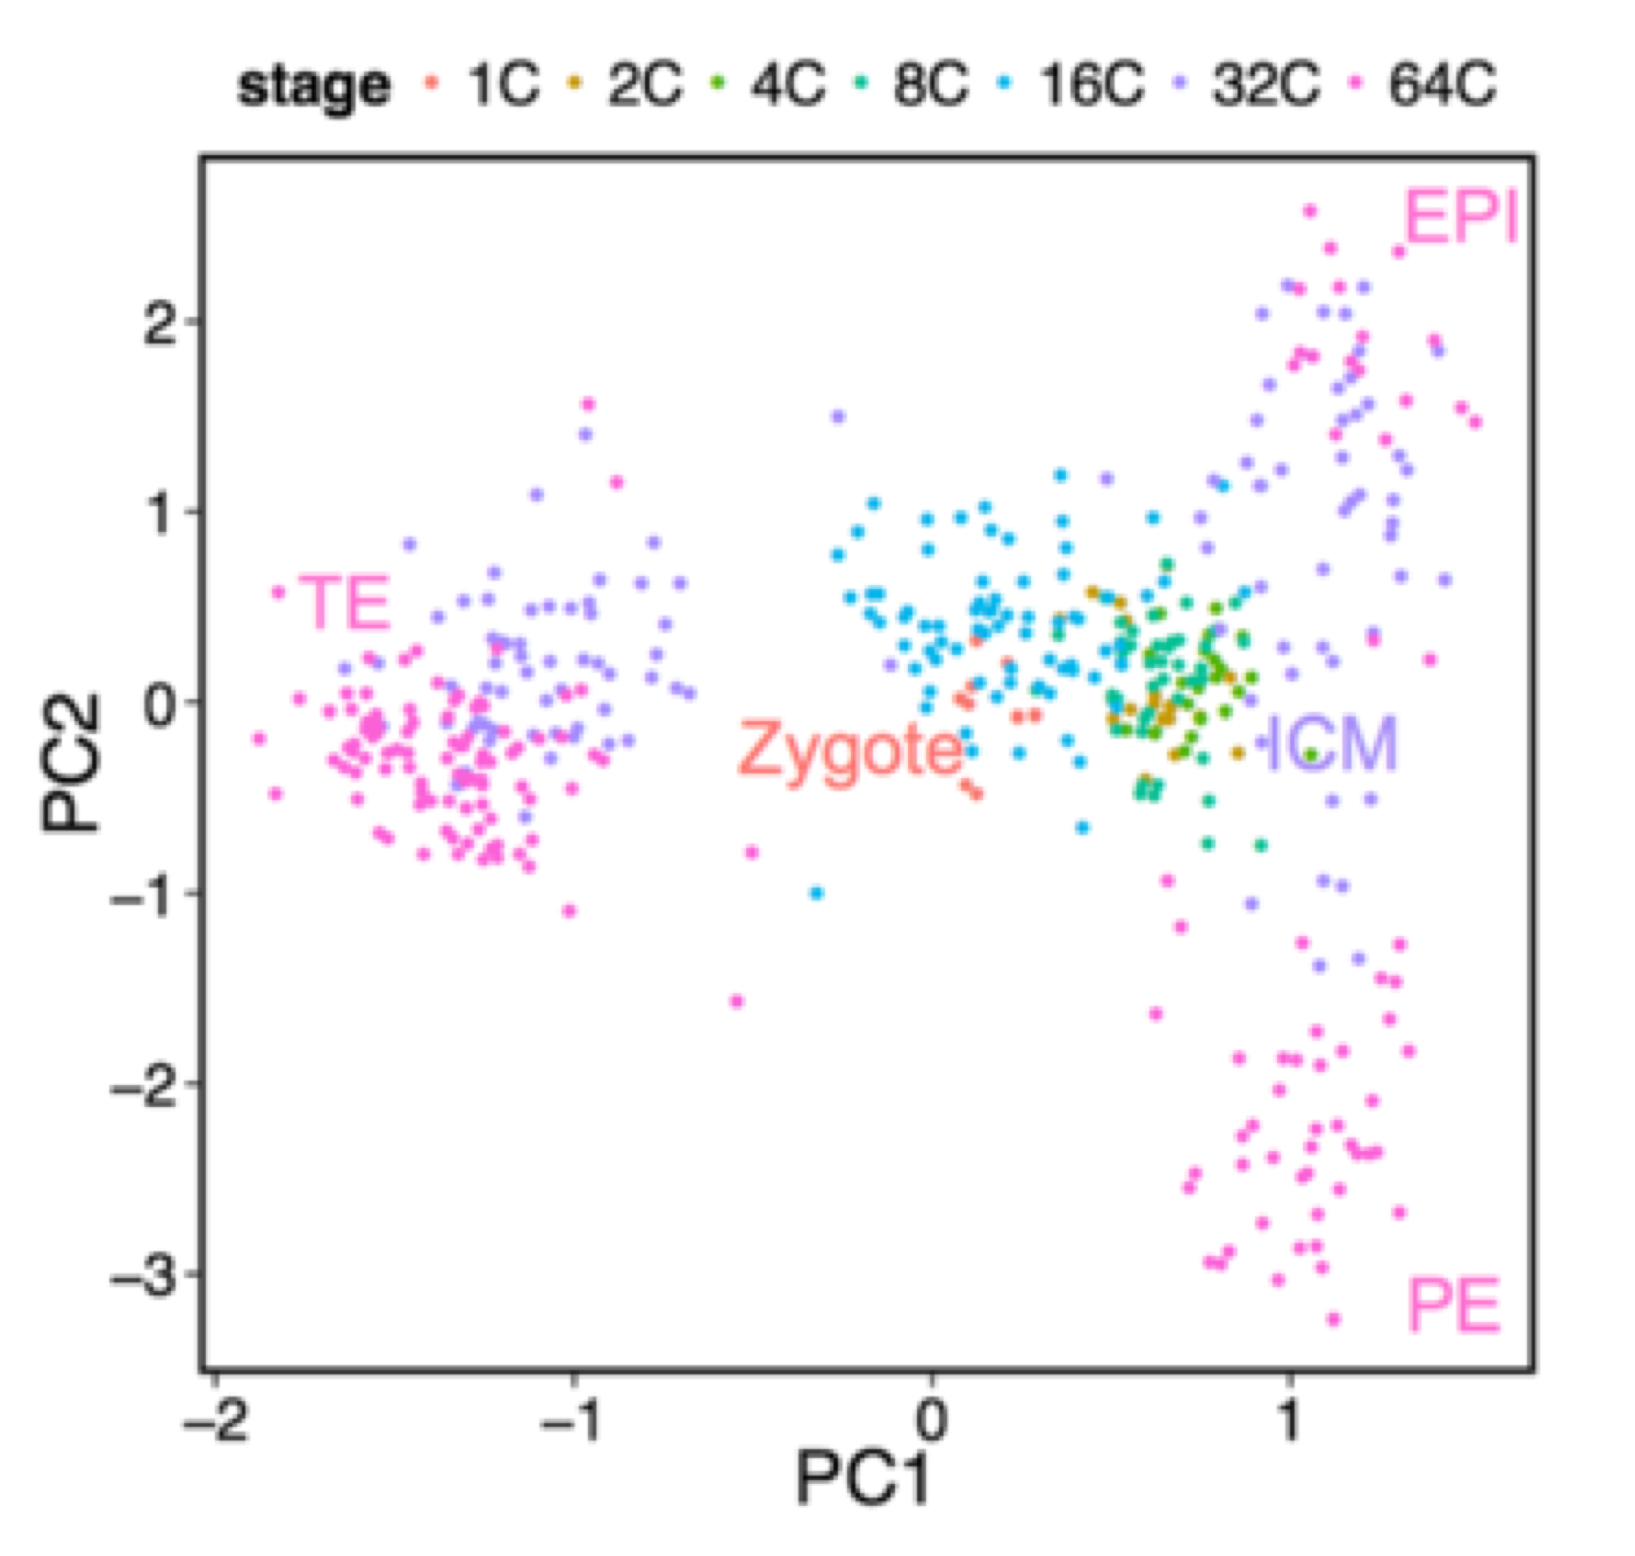 stage 1C 2C 4C 8C 16C 32C 64C
EPI
2
1
TE
0
Zygote
ICM
PC2
−1
−2
−3
PE
−2 −1 0 1
PC1